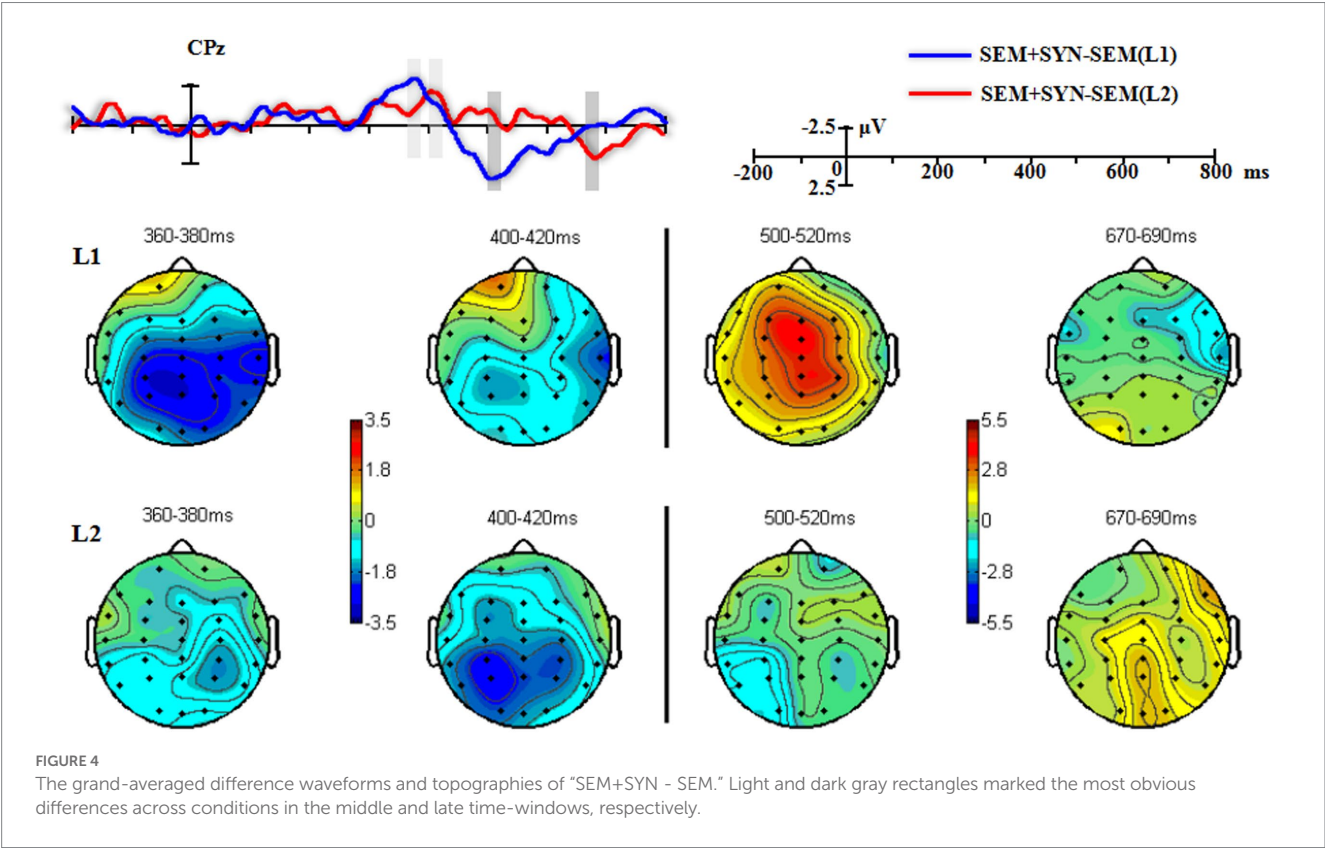 CPz
SEM+SYN-SEM(L1)
SEM+SYN-SEM(L2)
-2.5 µV
-200 0 200 400 600 800 ms
2.5
L1
360-380ms 400-420ms 500-520ms 670-690ms
3.5
1.8
0
-1.8
-3.5
5.5
2.8
0
-2.8
-5.5
L2
360-380ms 400-420ms 500-520ms 670-690ms
FIGURE 4
The grand-averaged difference waveforms and topographies of "SEM+SYN - SEM." Light and dark gray rectangles marked the most obvious
differences across conditions in the middle and late time-windows, respectively.